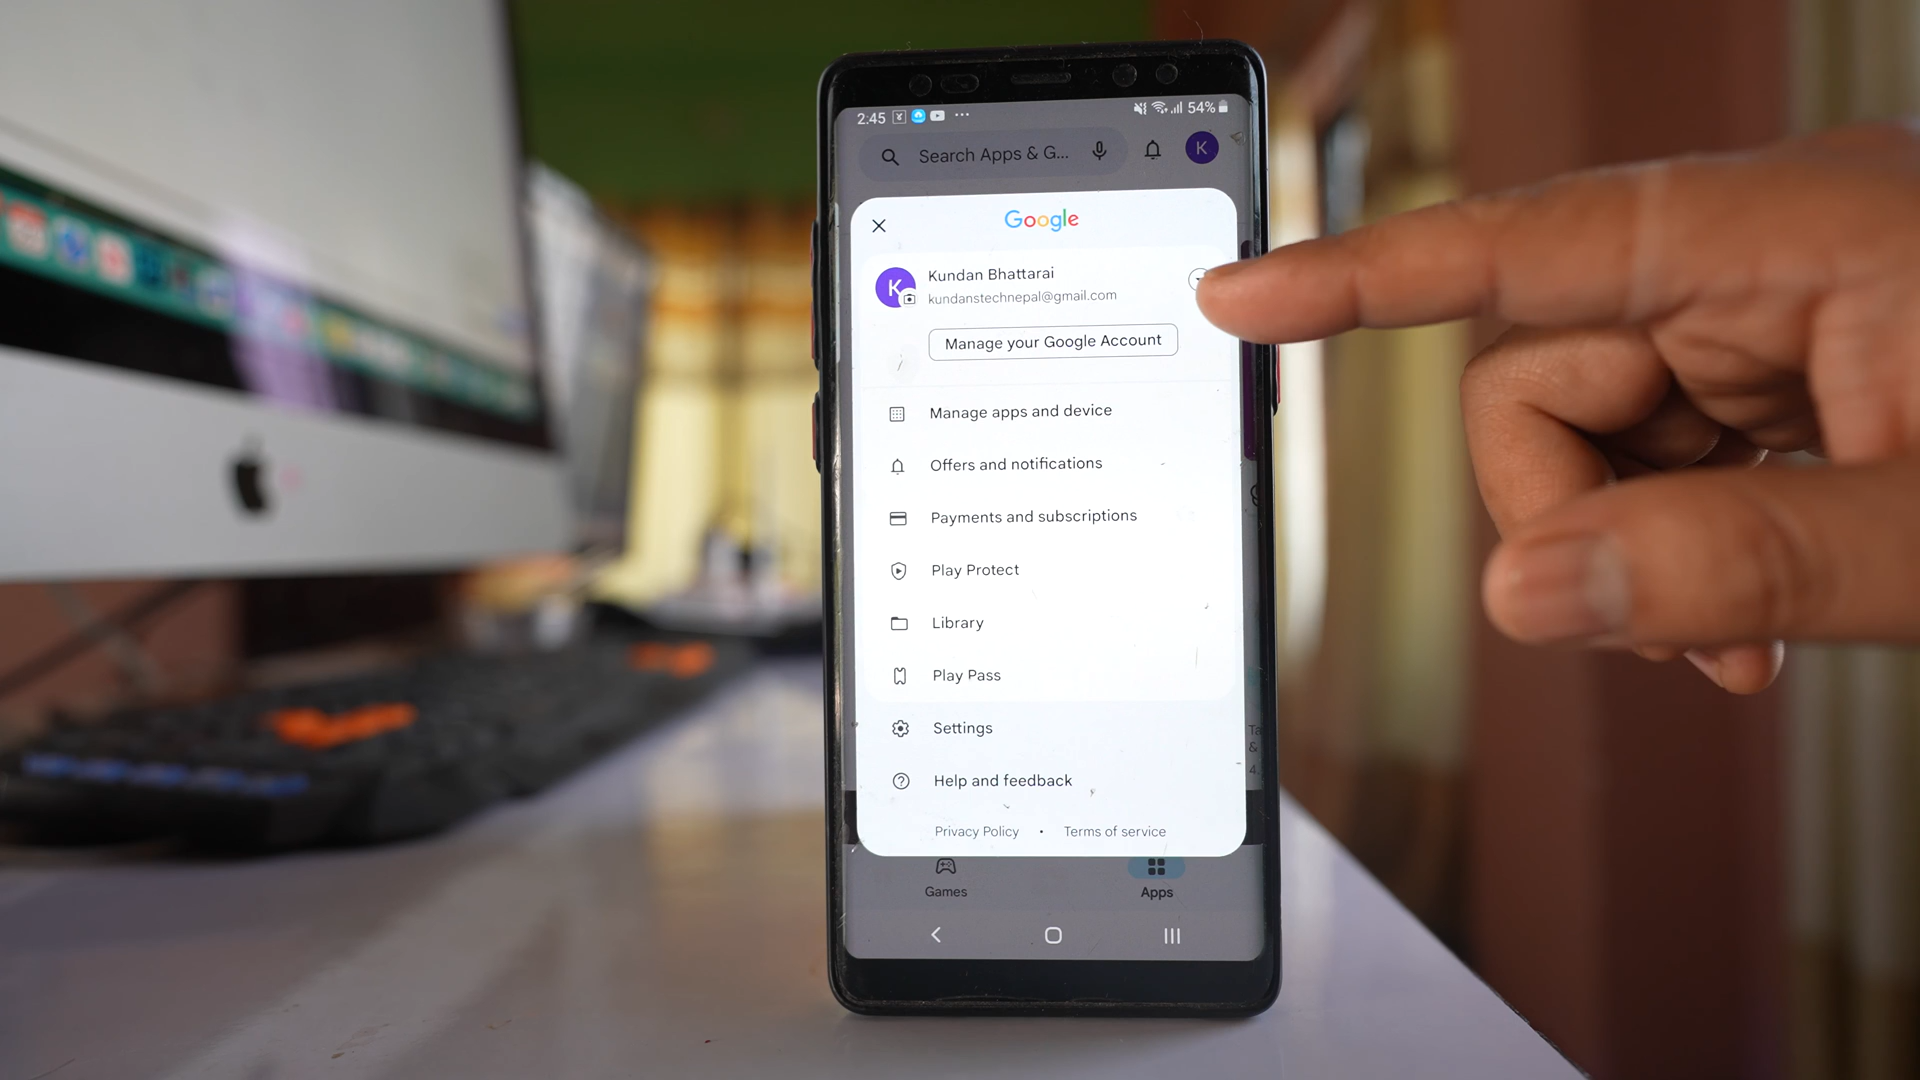 2:45
54%
Search Apps & G...
K
Google
K
Kundan Bhattarai
kundanstechnepal@gmail.com
Manage your Google Account
Manage apps and device
Offers and notifications
Payments and subscriptions
Play Protect
Library
Play Pass
Settings
Help and feedback
Privacy Policy • Terms of service
Ta
&
4.
Games
Apps